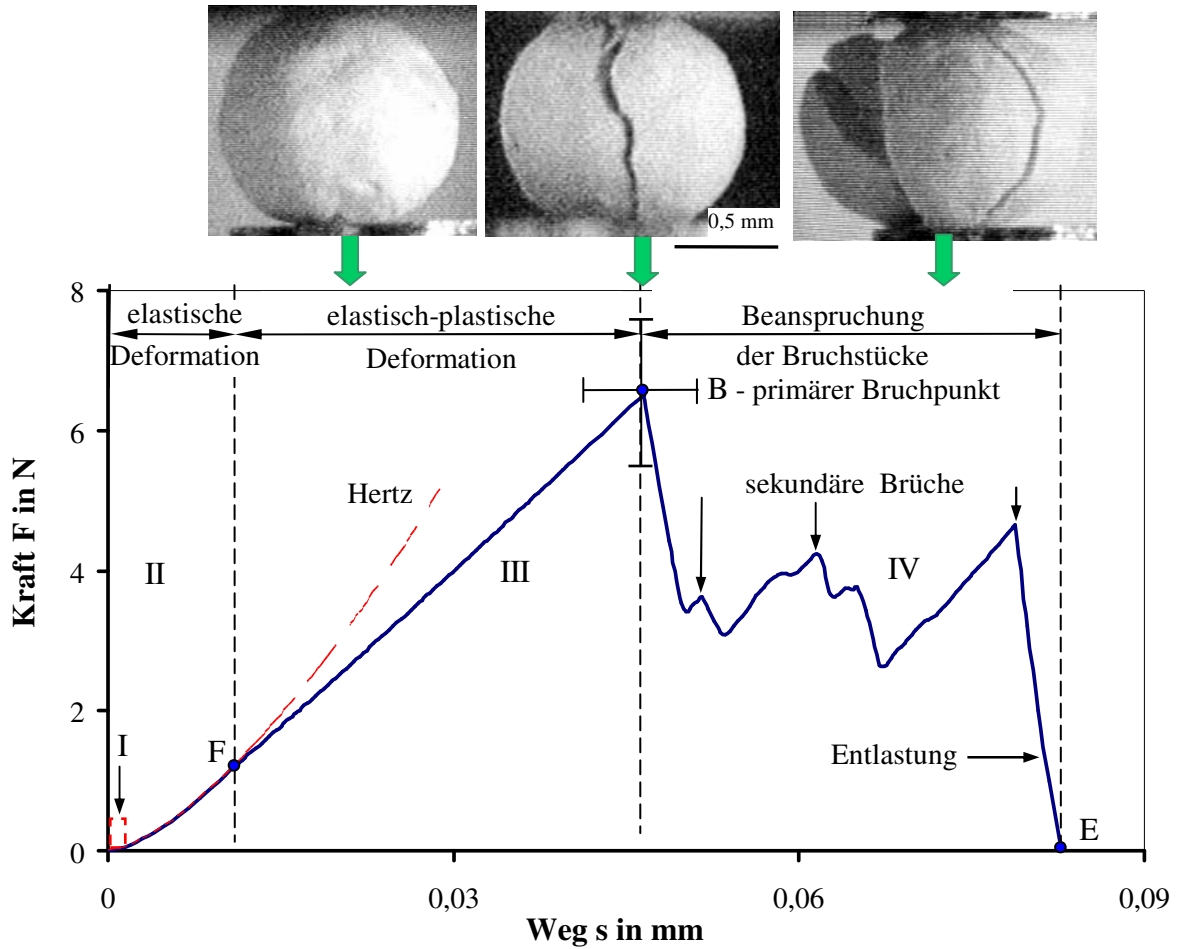 0,5 mm
8
elastische
elastisch-plastische
Beanspruchung
Deformation
Deformation
der Bruchstücke
B - primärer Bruchpunkt
6
Hertz
sekundäre Brüche
4
II
III
IV
Kraft F in N
2
I
F
Entlastung
E
0
0
0,03
0,06
0,09
Weg s in mm